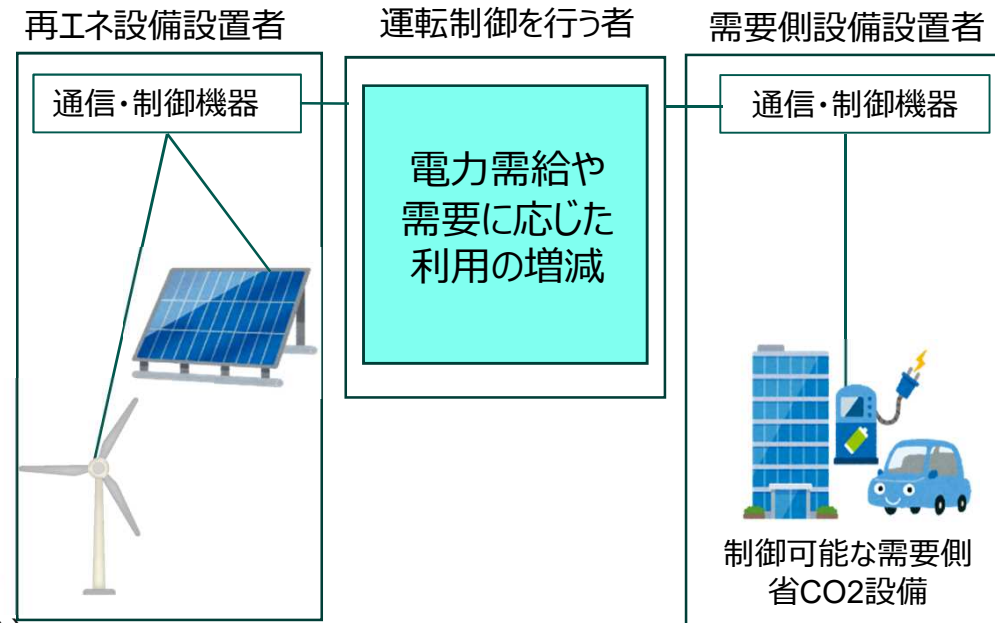 再エネ設備設置者
運転制御を行う者
需要側設備設置者
通信・制御機器
電力需給や
需要に応じた
利用の増減
通信・制御機器
制御可能な需要側
省CO2設備